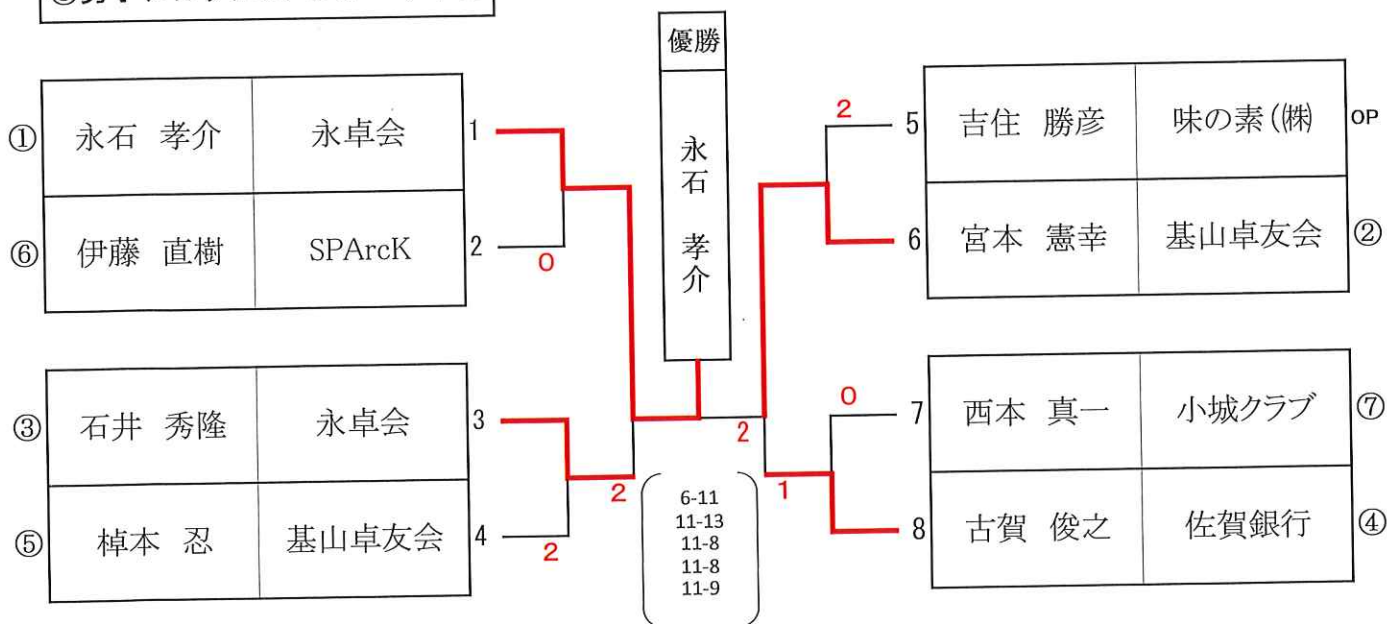 優勝
永石 孝介
① 永石 孝介 永卓会 1
⑥ 伊藤 直樹 SPArcK 2
0
③ 石井 秀隆 永卓会 3
⑤ 棹本 忍 基山卓友会 4
2
2
2
6-11
11-13
11-8
11-8
11-9
2
5 吉住 勝彦 味の素(㈱ OP
6 宮本 憲幸 基山卓友会 ②
0
7 西本 真一 小城クラブ ⑦
8 古賀 俊之 佐賀銀行 ④
1